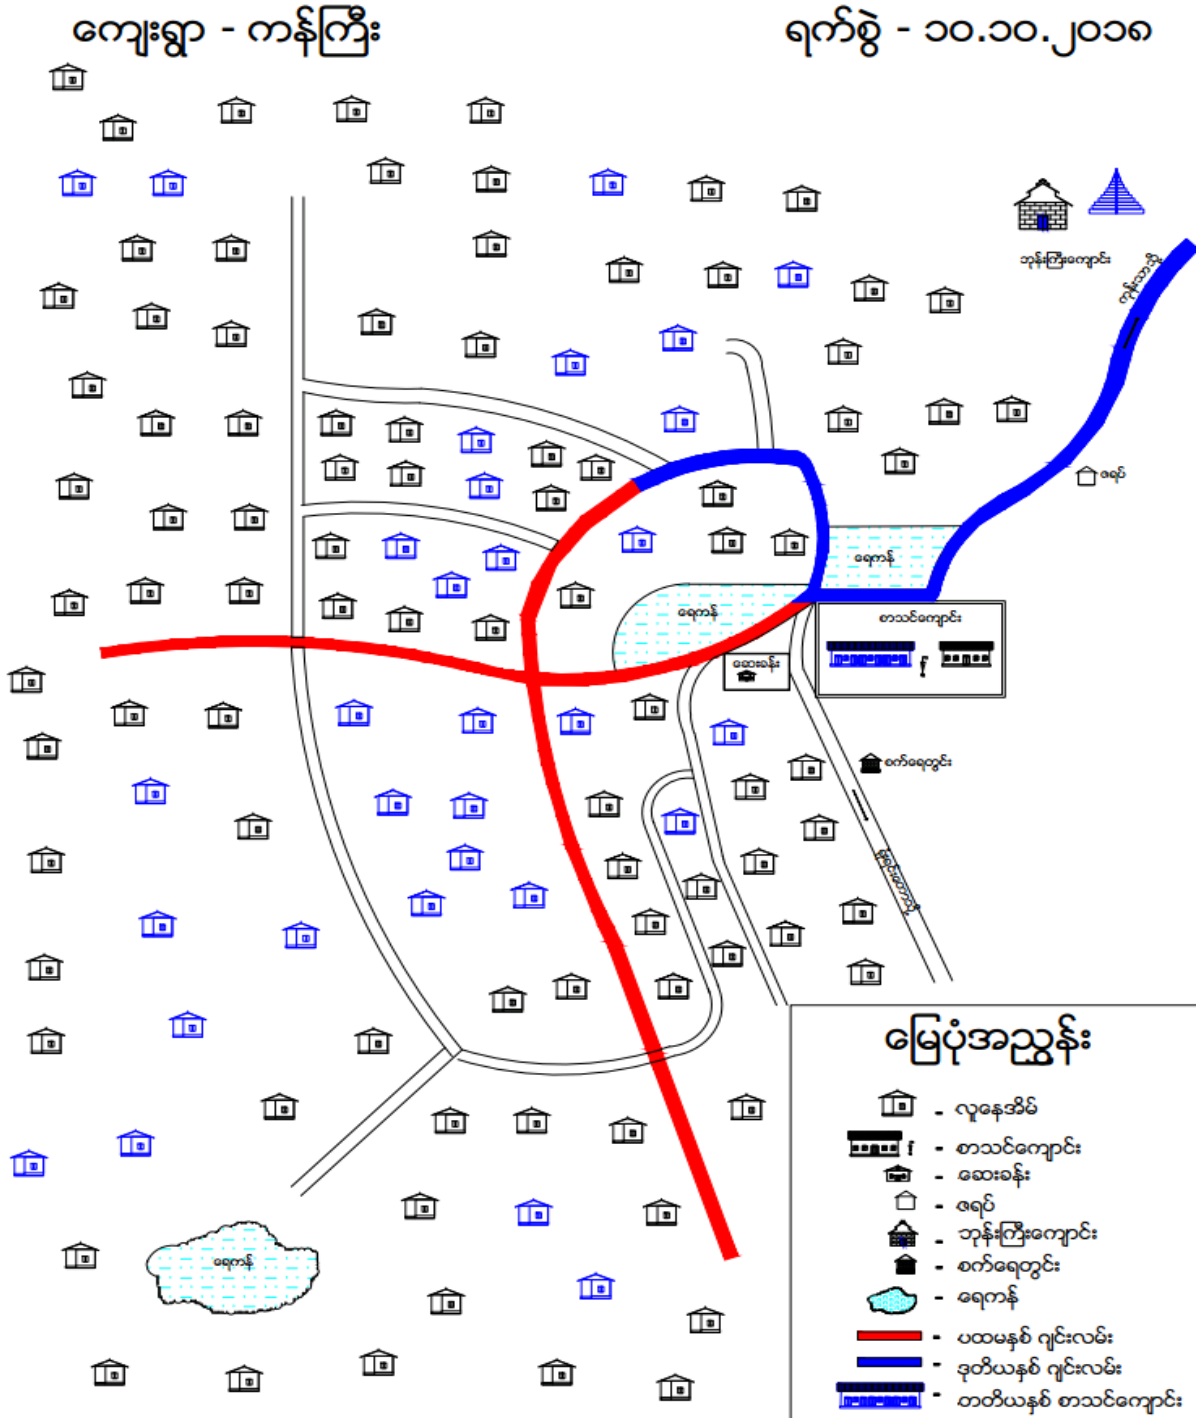 ကျေးရွာ - ကန်ကြီး
ရက်စွဲ - ၁၀.၁၀.၂၀၁၈
ဘုန်းကြီးကျောင်း
ကုန်းသာသို့
ဇရပ်
ရေကန်
ရေကန်
စာသင်ကျောင်း
ဆေးခန်း
စက်ရေတွင်း
ရေကန်
မြေပုံအညွှန်း
- လူနေအိမ်
- စာသင်ကျောင်း
- ဆေးခန်း
- ဇရပ်
- ဘုန်းကြီးကျောင်း
- စက်ရေတွင်း
- ရေကန်
- ပထမနှစ် ဂျင်းလမ်း
- ဒုတိယနှစ် ဂျင်းလမ်း
- တတိယနှစ် စာသင်ကျောင်း